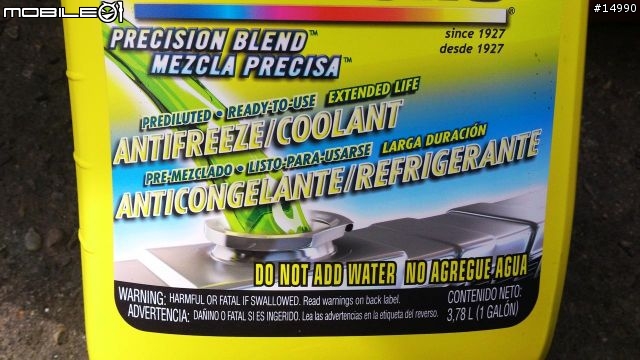 MOBILE01
#14990
since 1927
desde 1927
PRECISION BLEND™
MEZCLA PRECISA™
PREDILUTED • READY-TO-USE EXTENDED LIFE
ANTIFREEZE/COOLANT
PRE-MEZCLADO • LISTO-PARA-USARSE LARGA DURACIÓN
ANTICONGELANTE/REFRIGERANTE
DO NOT ADD WATER NO AGREGUE AGUA
WARNING: HARMFUL OR FATAL IF SWALLOWED. Read warnings on back label.
ADVERTENCIA: DAÑINO O FATAL SI ES INGERIDO. Lea las advertencias en la etiqueta del reverso.
CONTENIDO NETO:
3,78 L (1 GALÓN)